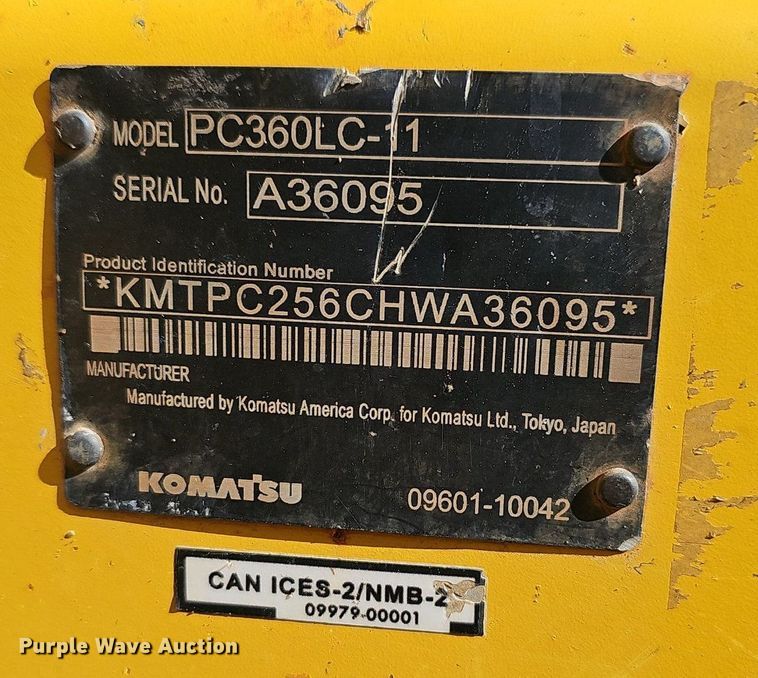 MODEL PC360LC-11
SERIAL No. A36095
Product Identification Number
*KMTPC256CHWA36095*
MANUFACTURER
Manufactured by Komatsu America Corp. for Komatsu Ltd., Tokyo, Japan
KOMATSU 09601-10042
CAN ICES-2/NMB-2
09979-00001
Purple Wave Auction